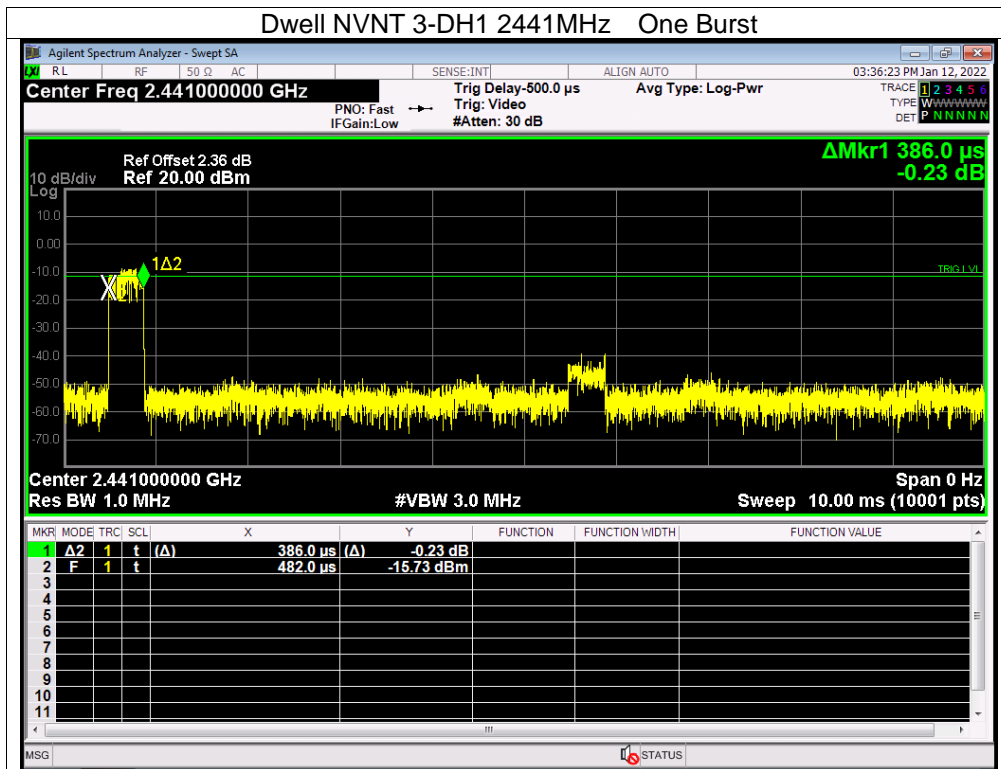 Dwell NVNT 3-DH1 2441MHz One Burst
Agilent Spectrum Analyzer - Swept SA
LXI RL RF 50 Ω AC SENSE:INT ALIGN AUTO 03:36:23 PM Jan 12, 2022
Center Freq 2.441000000 GHz Trig Delay-500.0 µs Avg Type: Log-Pwr TRACE 1 2 3 4 5 6
PNO: Fast Trig: Video TYPE WWWWWW
IFGain:Low #Atten: 30 dB DET P N N N N N
ΔMkr1 386.0 µs
-0.23 dB
Ref Offset 2.36 dB
10 dB/div Ref 20.00 dBm
Log
10.0
0.00
1Δ2
-10.0
TRIG LVL
-20.0
-30.0
-40.0
-50.0
-60.0
-70.0
Center 2.441000000 GHz Span 0 Hz
Res BW 1.0 MHz #VBW 3.0 MHz Sweep 10.00 ms (10001 pts)
MKR MODE TRC SCL X Y FUNCTION FUNCTION WIDTH FUNCTION VALUE
1 Δ2 1 t (Δ) 386.0 µs (Δ) -0.23 dB
2 F 1 t 482.0 µs -15.73 dBm
3
4
5
6
7
8
9
10
11
MSG STATUS